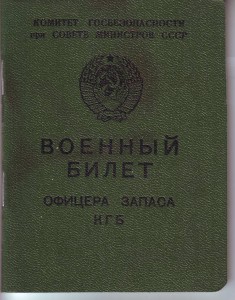 КОМИТЕТ ГОСБЕЗОПАСНОСТИ
при СОВЕТЕ МИНИСТРОВ СССР
ВОЕННЫЙ
БИЛЕТ
ОФИЦЕРА ЗАПАСА
КГБ